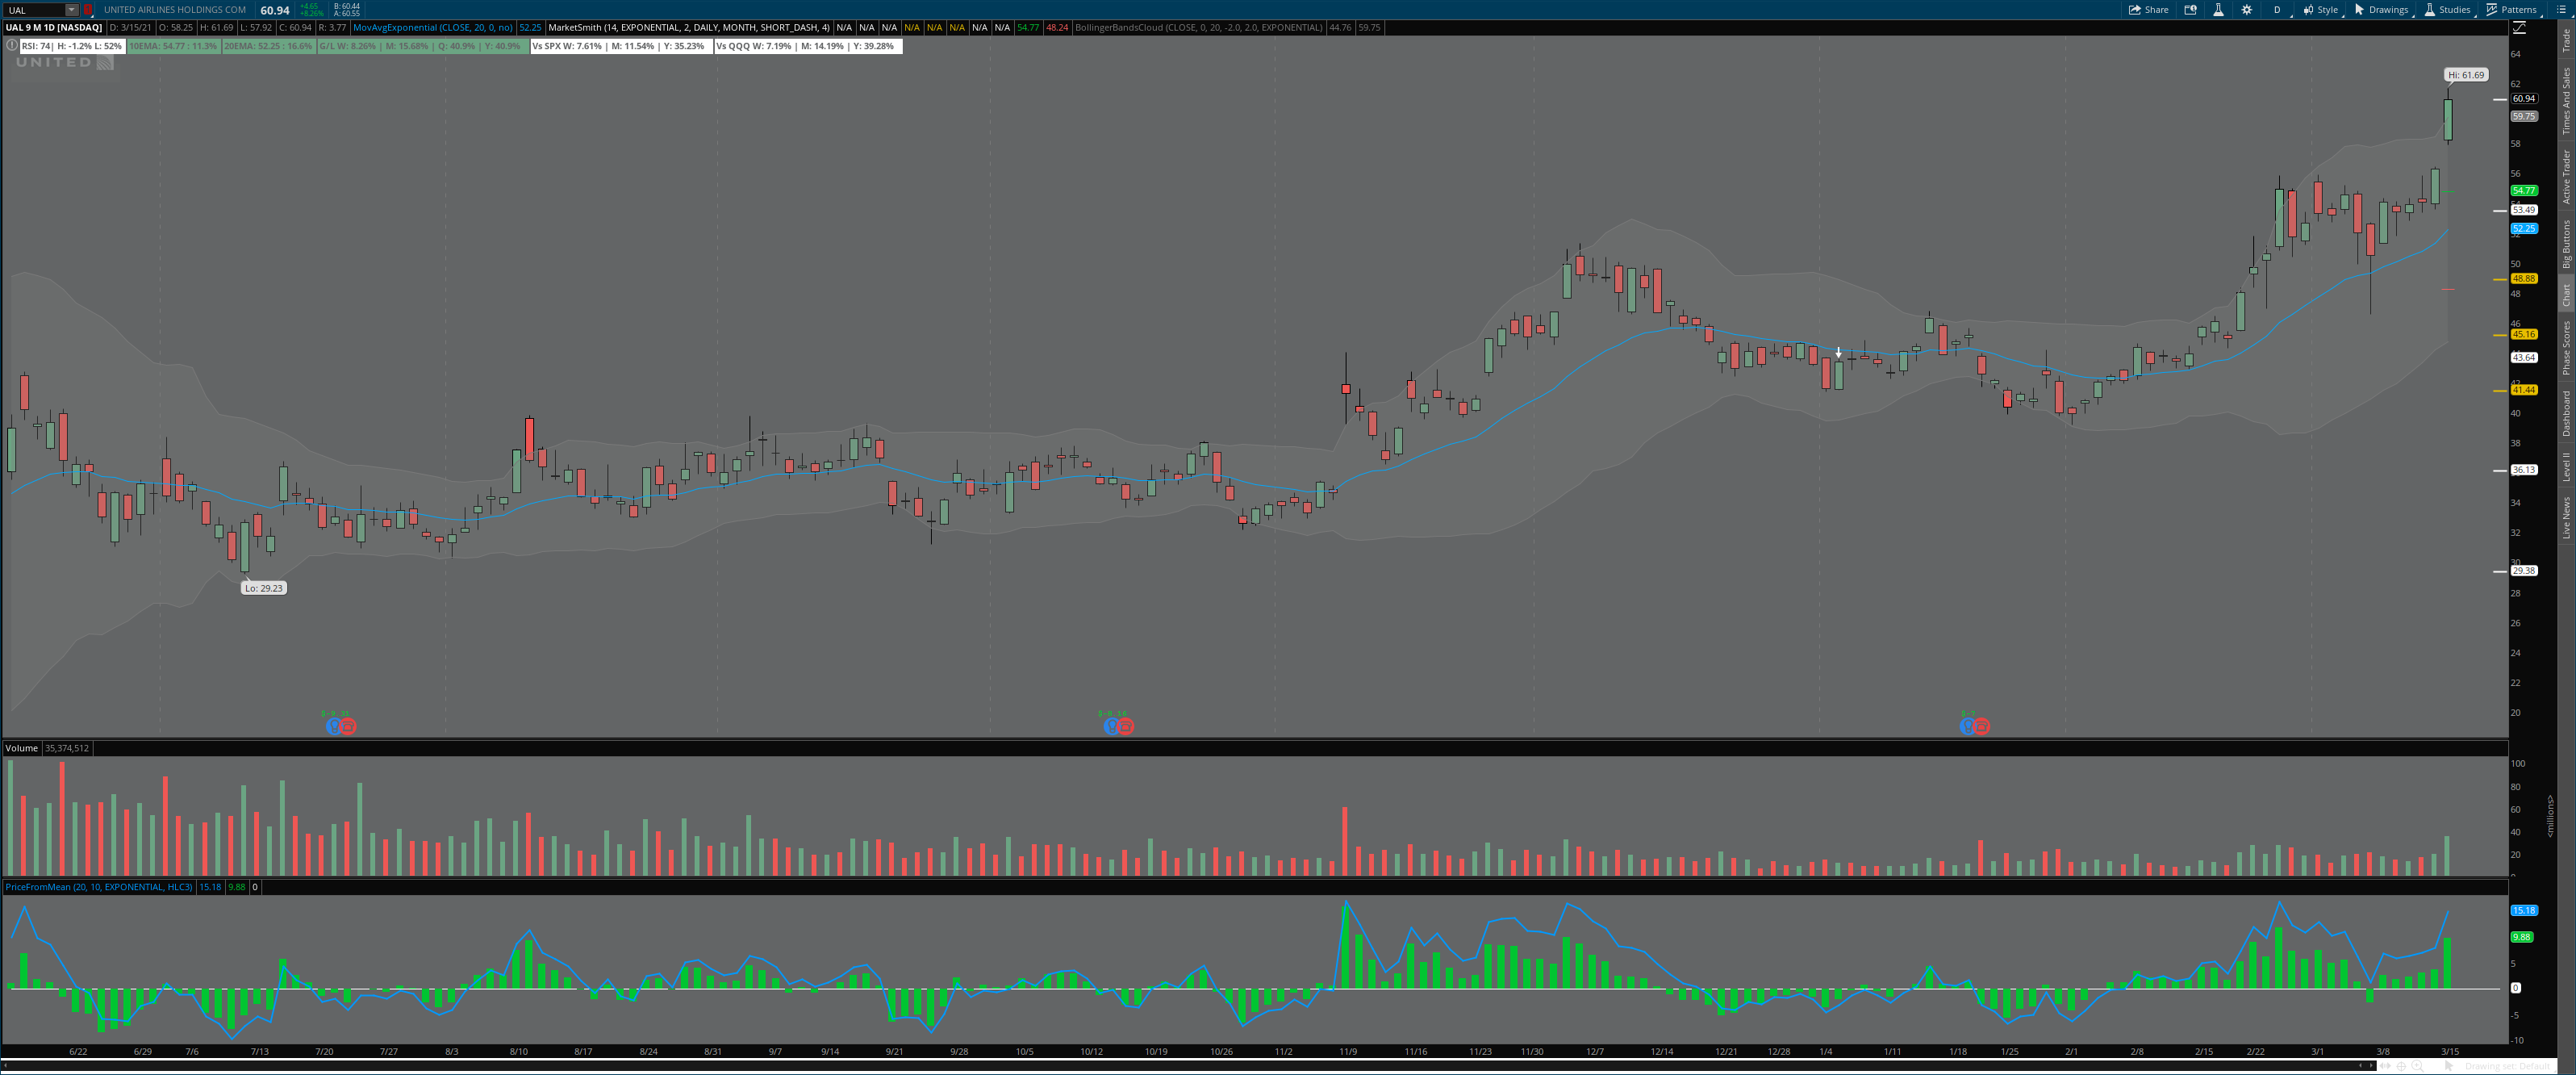 UAL UNITED AIRLINES HOLDINGS COM 60.94 +4.65 +8.26% B: 60.44 A: 60.55 Share D Style Drawings Studies Patterns
UAL 9 M 1D [NASDAQ] D: 3/15/21 O: 58.25 H: 61.69 L: 57.92 C: 60.94 R: 3.77 MovAvgExponential (CLOSE, 20, 0, no) 52.25 MarketSmith (14, EXPONENTIAL, 2, DAILY, MONTH, SHORT_DASH, 4) N/A N/A N/A N/A N/A N/A N/A N/A 54.77 48.24 BollingerBandsCloud (CLOSE, 0, 20, -2.0, 2.0, EXPONENTIAL) 44.76 59.75
RSI: 74| H: -1.2% L: 52% 10EMA: 54.77 : 11.3% 20EMA: 52.25 : 16.6% G/L W: 8.26% | M: 15.68% | Q: 40.9% | Y: 40.9% Vs SPX W: 7.61% | M: 11.54% | Y: 35.23% Vs QQQ W: 7.19% | M: 14.19% | Y: 39.28%
UNITED
64
Hi: 61.69
62
60.94
59.75
58
56
54.77
53.49
52.25
50
48.88
48
46
45.16
43.64
42
41.44
40
38
36.13
34
32
30
29.38
Lo: 29.23
28
26
24
22
20
Trade
Times And Sales
Active Trader
Big Buttons
Chart
Phase Scores
Dashboard
Level II
Live News
Volume 35,374,512
100
80
60
40
20
<millions>
PriceFromMean (20, 10, EXPONENTIAL, HLC3) 15.18 9.88 0
15.18
9.88
5
0
-5
-10
6/22 6/29 7/6 7/13 7/20 7/27 8/3 8/10 8/17 8/24 8/31 9/7 9/14 9/21 9/28 10/5 10/12 10/19 10/26 11/2 11/9 11/16 11/23 11/30 12/7 12/14 12/21 12/28 1/4 1/11 1/18 1/25 2/1 2/8 2/15 2/22 3/1 3/8 3/15
Drawing set: Default